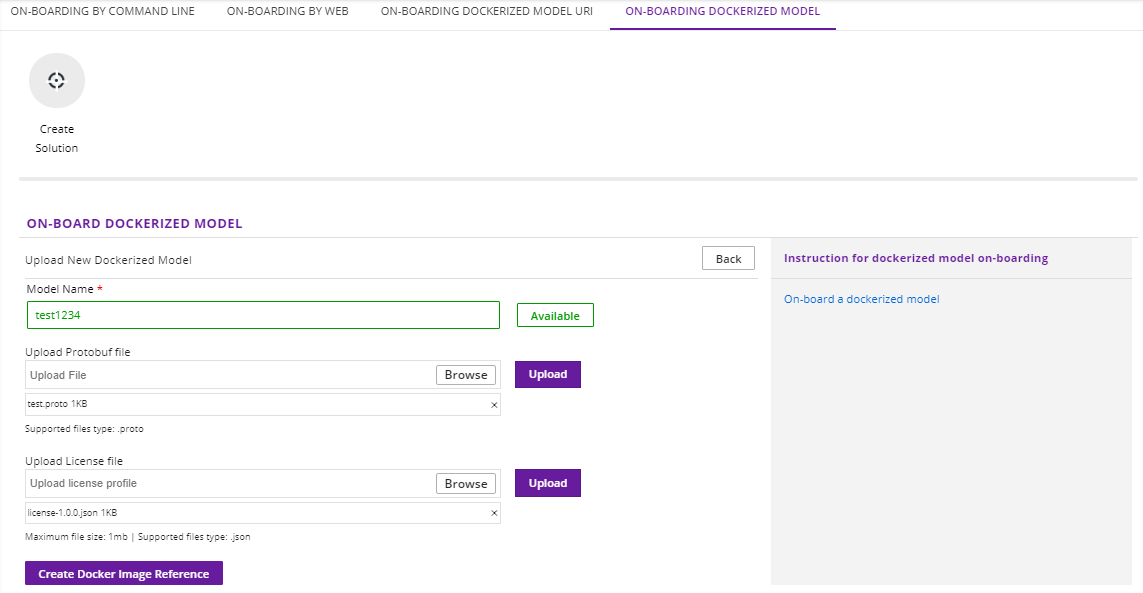 ON-BOARDING BY COMMAND LINE ON-BOARDING BY WEB ON-BOARDING DOCKERIZED MODEL URI ON-BOARDING DOCKERIZED MODEL
Create
Solution
ON-BOARD DOCKERIZED MODEL
Upload New Dockerized Model
Back
Model Name *
test1234
Available
Upload Protobuf file
Upload File
Browse
Upload
test.proto 1KB ×
Supported files type: .proto
Upload License file
Upload license profile
Browse
Upload
license-1.0.0.json 1KB ×
Maximum file size: 1mb | Supported files type: .json
Create Docker Image Reference
Instruction for dockerized model on-boarding
On-board a dockerized model